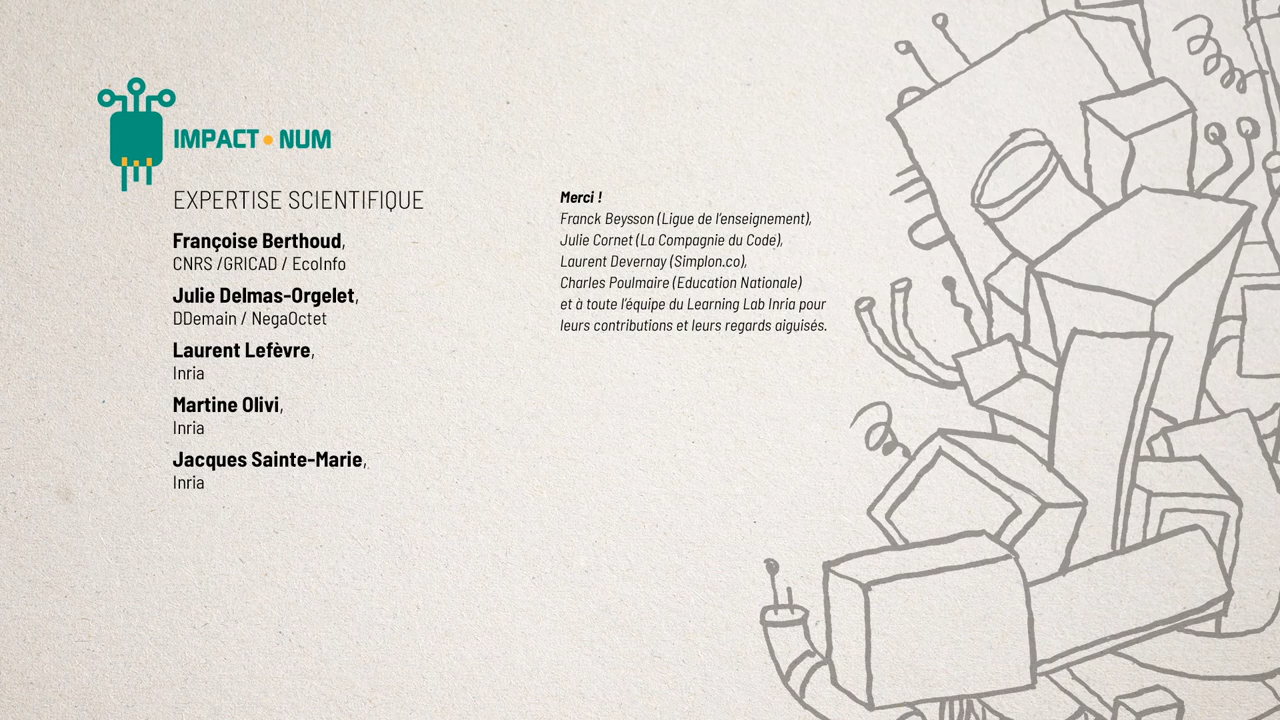 IMPACT • NUM
EXPERTISE SCIENTIFIQUE
Françoise Berthoud,
CNRS /GRICAD / EcoInfo
Julie Delmas-Orgelet,
DDemain / NegaOctet
Laurent Lefèvre,
Inria
Martine Olivi,
Inria
Jacques Sainte-Marie,
Inria
Merci !
Franck Beysson (Ligue de l'enseignement),
Julie Cornet (La Compagnie du Code),
Laurent Devernay (Simplon.co),
Charles Poulmaire (Education Nationale)
et à toute l'équipe du Learning Lab Inria pour
leurs contributions et leurs regards aiguisés.